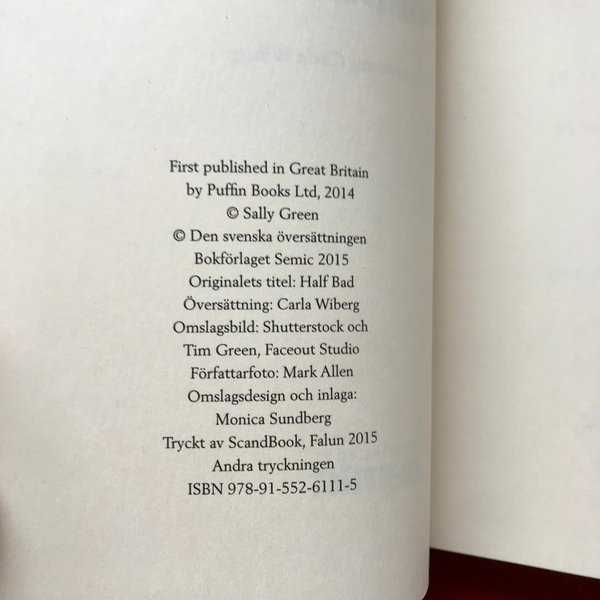 First published in Great Britain
by Puffin Books Ltd, 2014
© Sally Green
© Den svenska översättningen
Bokförlaget Semic 2015
Originalets titel: Half Bad
Översättning: Carla Wiberg
Omslagsbild: Shutterstock och
Tim Green, Faceout Studio
Författarfoto: Mark Allen
Omslagsdesign och inlaga:
Monica Sundberg
Tryckt av ScandBook, Falun 2015
Andra tryckningen
ISBN 978-91-552-6111-5